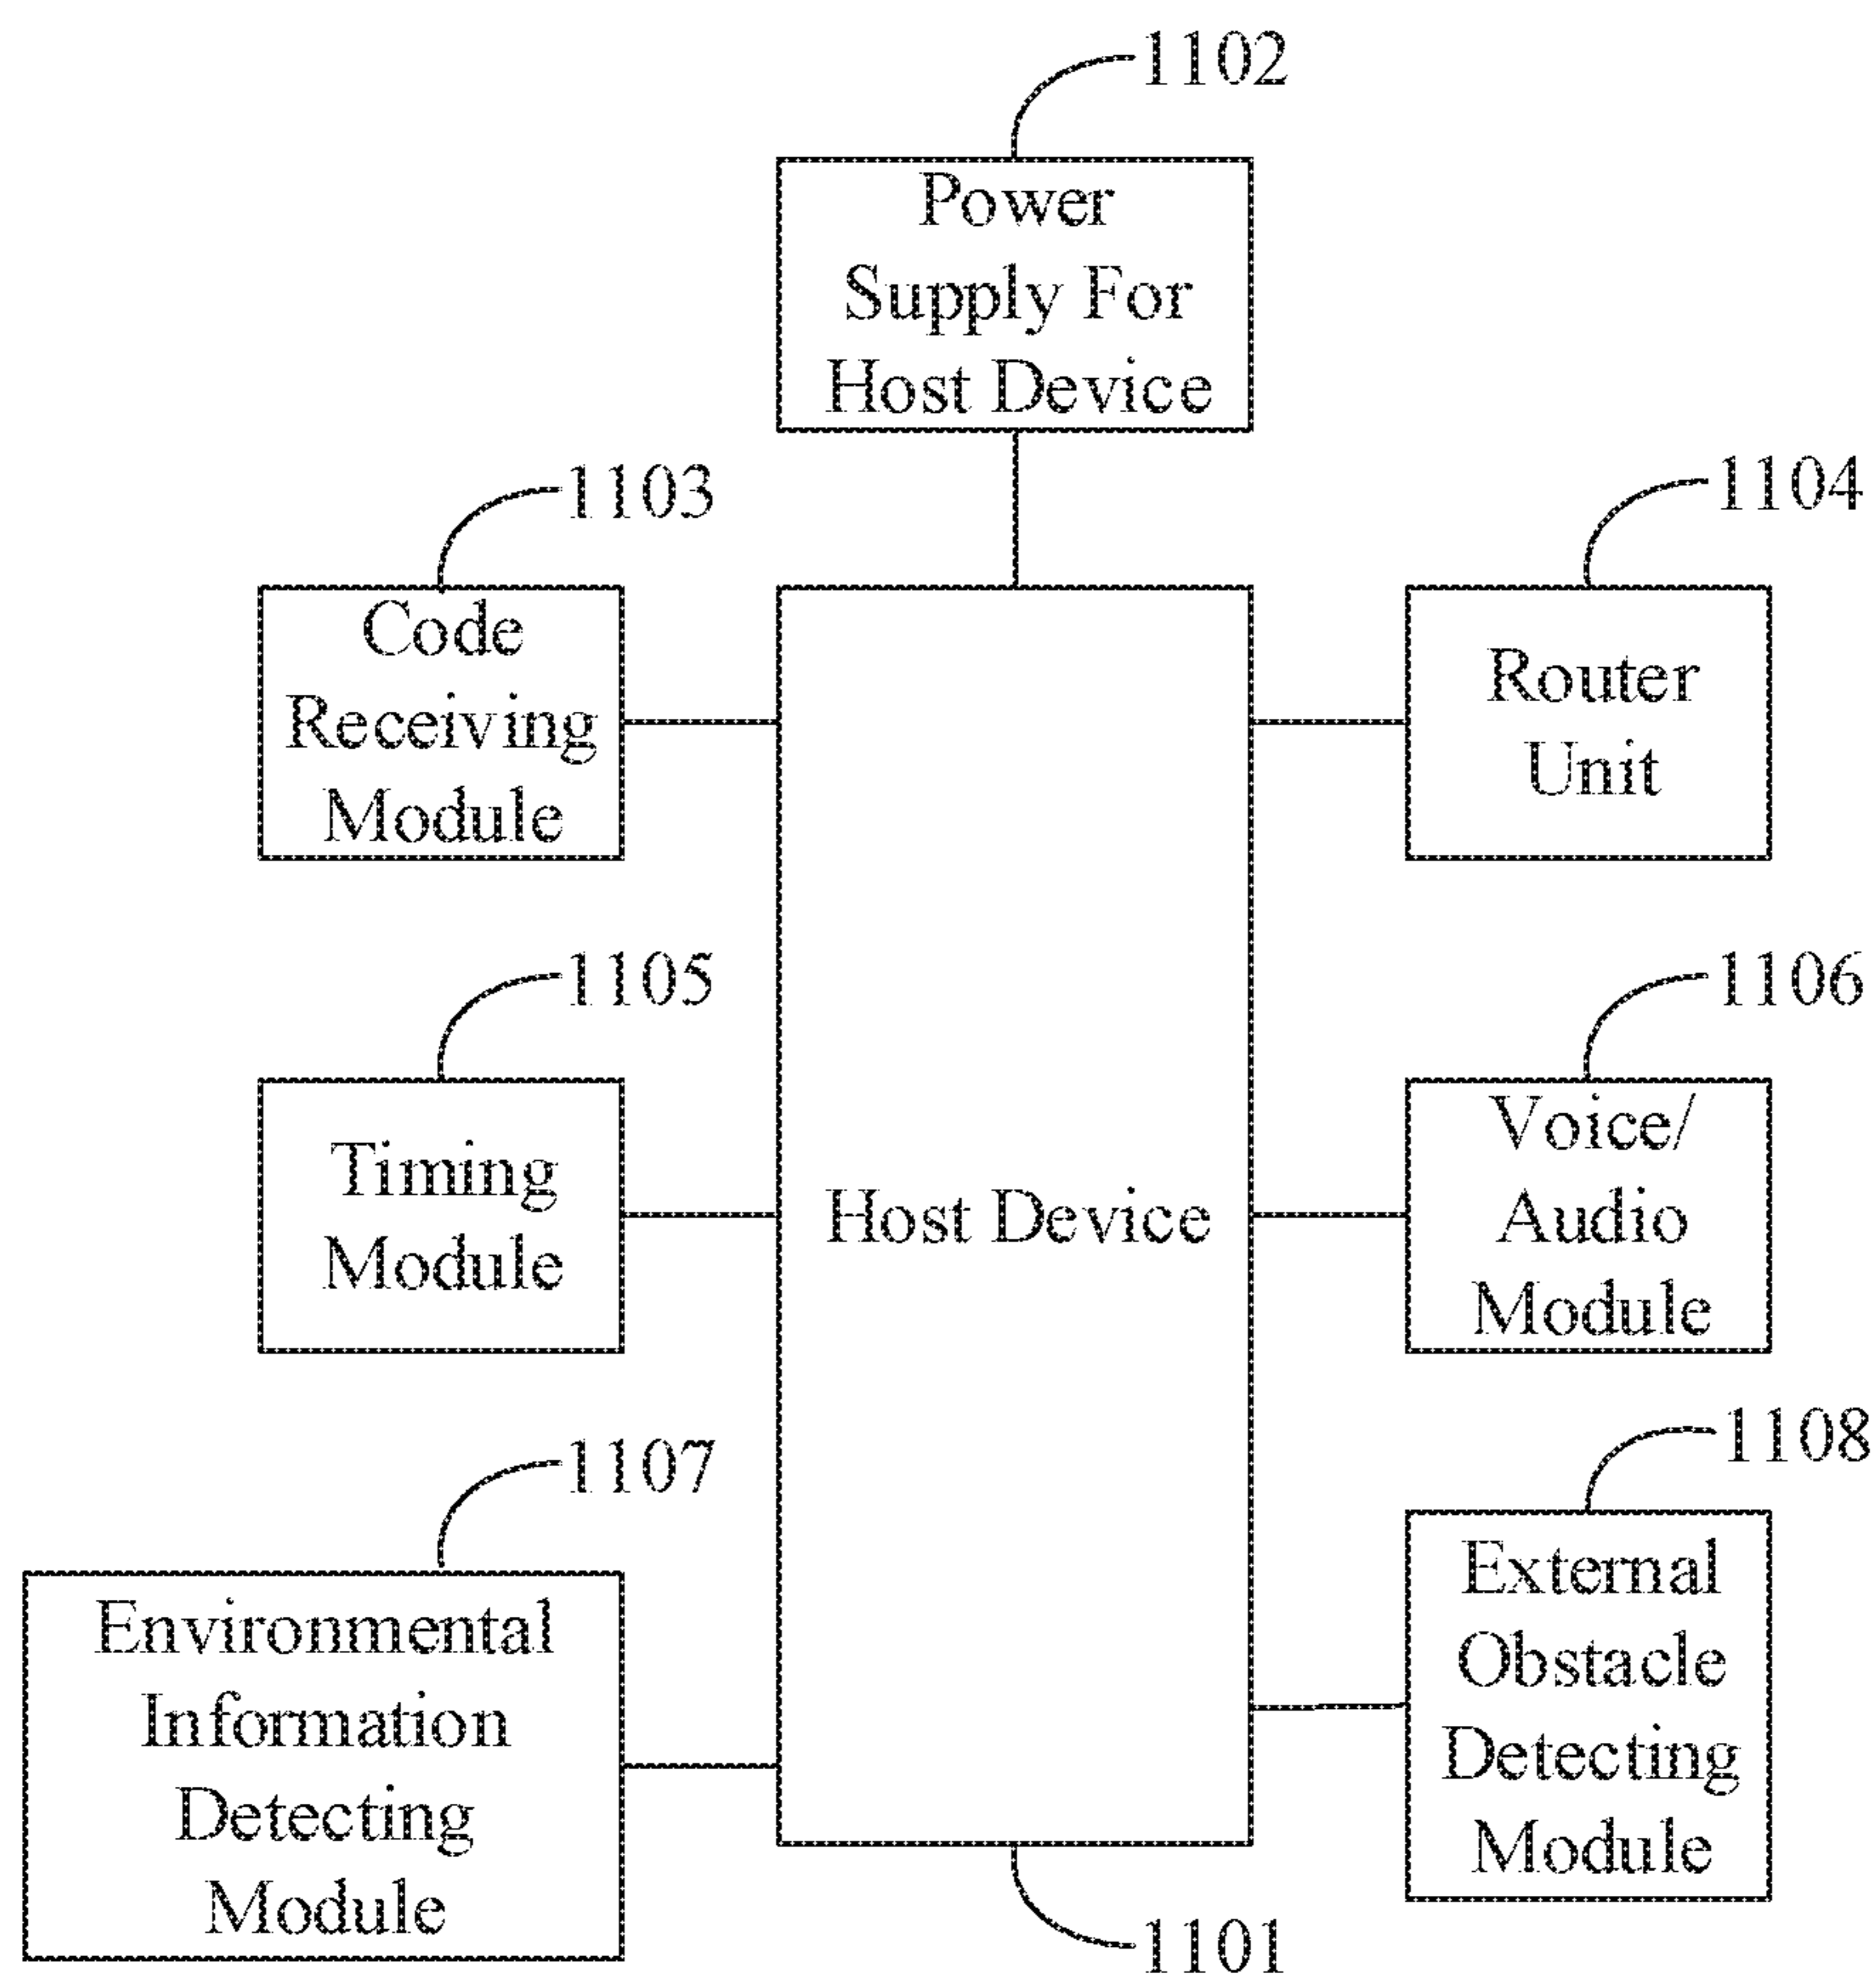 1102
Power
Supply For
Host Device
1103
1104
Code
Receiving
Module
Router
Unit
1105
1106
Timing
Module
Host Device
Voice/
Audio
Module
1107
1108
Environmental
Information
Detecting
Module
External
Obstacle
Detecting
Module
1101